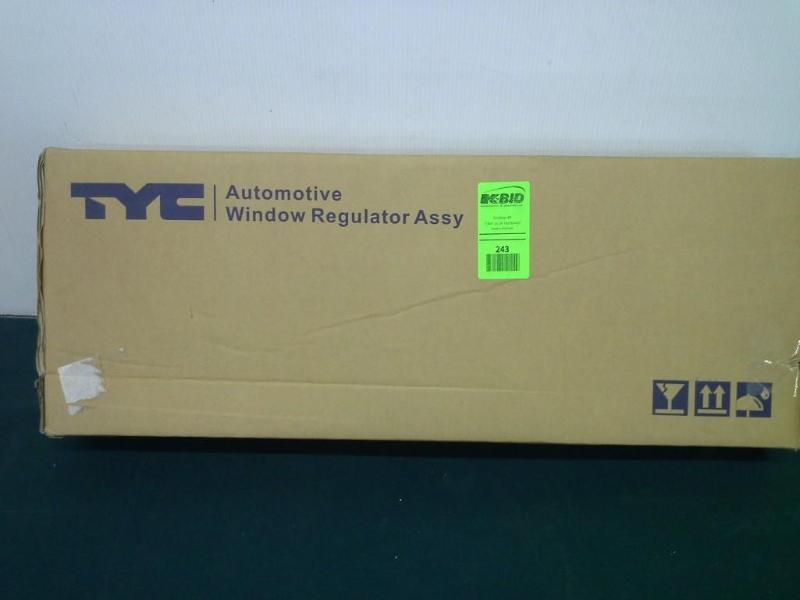 TYC
Automotive
Window Regulator Assy
K-BID
243